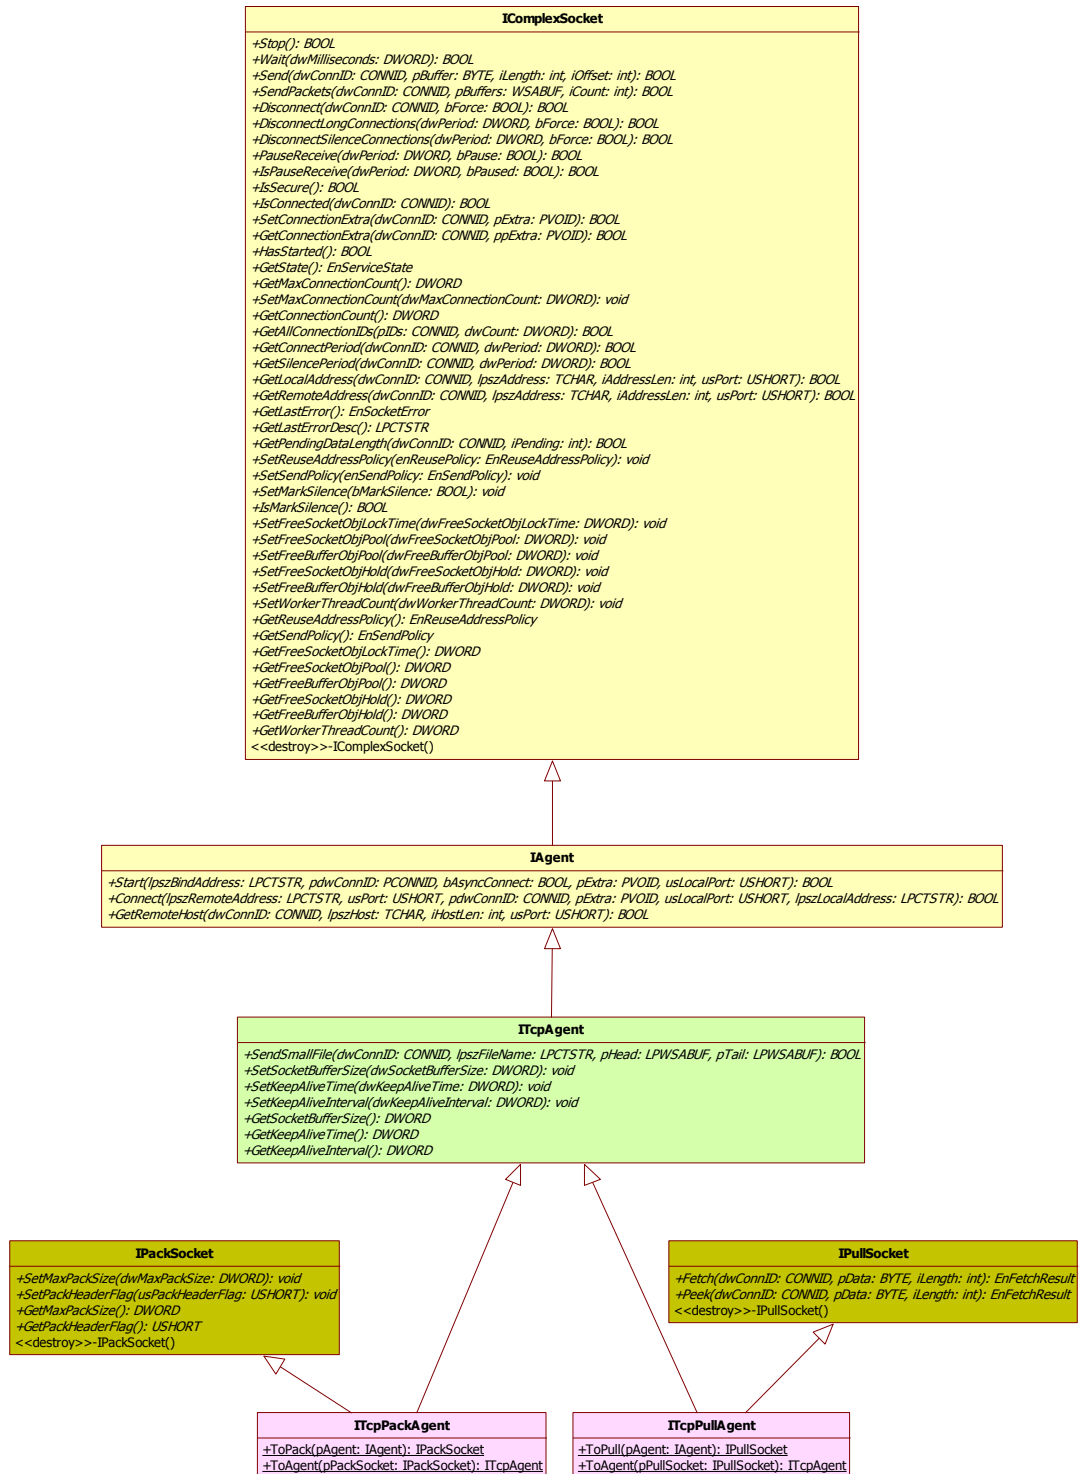 IComplexSocket
+Stop(): BOOL
+Wait(dwMilliseconds: DWORD): BOOL
+Send(dwConnID: CONNID, pBuffer: BYTE, iLength: int, iOffset: int): BOOL
+SendPackets(dwConnID: CONNID, pBuffers: WSABUF, iCount: int): BOOL
+Disconnect(dwConnID: CONNID, bForce: BOOL): BOOL
+DisconnectLongConnections(dwPeriod: DWORD, bForce: BOOL): BOOL
+DisconnectSilenceConnections(dwPeriod: DWORD, bForce: BOOL): BOOL
+PauseReceive(dwPeriod: DWORD, bPause: BOOL): BOOL
+IsPauseReceive(dwPeriod: DWORD, bPaused: BOOL): BOOL
+IsSecure(): BOOL
+IsConnected(dwConnID: CONNID): BOOL
+SetConnectionExtra(dwConnID: CONNID, pExtra: PVOID): BOOL
+GetConnectionExtra(dwConnID: CONNID, ppExtra: PVOID): BOOL
+HasStarted(): BOOL
+GetState(): EnServiceState
+GetMaxConnectionCount(): DWORD
+SetMaxConnectionCount(dwMaxConnectionCount: DWORD): void
+GetConnectionCount(): DWORD
+GetAllConnectionIDs(pIDs: CONNID, dwCount: DWORD): BOOL
+GetConnectPeriod(dwConnID: CONNID, dwPeriod: DWORD): BOOL
+GetSilencePeriod(dwConnID: CONNID, dwPeriod: DWORD): BOOL
+GetLocalAddress(dwConnID: CONNID, lpszAddress: TCHAR, iAddressLen: int, usPort: USHORT): BOOL
+GetRemoteAddress(dwConnID: CONNID, lpszAddress: TCHAR, iAddressLen: int, usPort: USHORT): BOOL
+GetLastError(): EnSocketError
+GetLastErrorDesc(): LPCTSTR
+GetPendingDataLength(dwConnID: CONNID, iPending: int): BOOL
+SetReuseAddressPolicy(enReusePolicy: EnReuseAddressPolicy): void
+SetSendPolicy(enSendPolicy: EnSendPolicy): void
+SetMarkSilence(bMarkSilence: BOOL): void
+IsMarkSilence(): BOOL
+SetFreeSocketObjLockTime(dwFreeSocketObjLockTime: DWORD): void
+SetFreeSocketObjPool(dwFreeSocketObjPool: DWORD): void
+SetFreeBufferObjPool(dwFreeBufferObjPool: DWORD): void
+SetFreeSocketObjHold(dwFreeSocketObjHold: DWORD): void
+SetFreeBufferObjHold(dwFreeBufferObjHold: DWORD): void
+SetWorkerThreadCount(dwWorkerThreadCount: DWORD): void
+GetReuseAddressPolicy(): EnReuseAddressPolicy
+GetSendPolicy(): EnSendPolicy
+GetFreeSocketObjLockTime(): DWORD
+GetFreeSocketObjPool(): DWORD
+GetFreeBufferObjPool(): DWORD
+GetFreeSocketObjHold(): DWORD
+GetFreeBufferObjHold(): DWORD
+GetWorkerThreadCount(): DWORD
<<destroy>>-IComplexSocket()
IAgent
+Start(lpszBindAddress: LPCTSTR, pdwConnID: PCONNID, bAsyncConnect: BOOL, pExtra: PVOID, usLocalPort: USHORT): BOOL
+Connect(lpszRemoteAddress: LPCTSTR, usPort: USHORT, pdwConnID: CONNID, pExtra: PVOID, usLocalPort: USHORT, lpszLocalAddress: LPCTSTR): BOOL
+GetRemoteHost(dwConnID: CONNID, lpszHost: TCHAR, iHostLen: int, usPort: USHORT): BOOL
ITcpAgent
+SendSmallFile(dwConnID: CONNID, lpszFileName: LPCTSTR, pHead: LPWSABUF, pTail: LPWSABUF): BOOL
+SetSocketBufferSize(dwSocketBufferSize: DWORD): void
+SetKeepAliveTime(dwKeepAliveTime: DWORD): void
+SetKeepAliveInterval(dwKeepAliveInterval: DWORD): void
+GetSocketBufferSize(): DWORD
+GetKeepAliveTime(): DWORD
+GetKeepAliveInterval(): DWORD
IPackSocket
+SetMaxPackSize(dwMaxPackSize: DWORD): void
+SetPackHeaderFlag(usPackHeaderFlag: USHORT): void
+GetMaxPackSize(): DWORD
+GetPackHeaderFlag(): USHORT
<<destroy>>-IPackSocket()
IPullSocket
+Fetch(dwConnID: CONNID, pData: BYTE, iLength: int): EnFetchResult
+Peek(dwConnID: CONNID, pData: BYTE, iLength: int): EnFetchResult
<<destroy>>-IPullSocket()
ITcpPackAgent
+ToPack(pAgent: IAgent): IPackSocket
+ToAgent(pPackSocket: IPackSocket): ITcpAgent
ITcpPullAgent
+ToPull(pAgent: IAgent): IPullSocket
+ToAgent(pPullSocket: IPullSocket): ITcpAgent